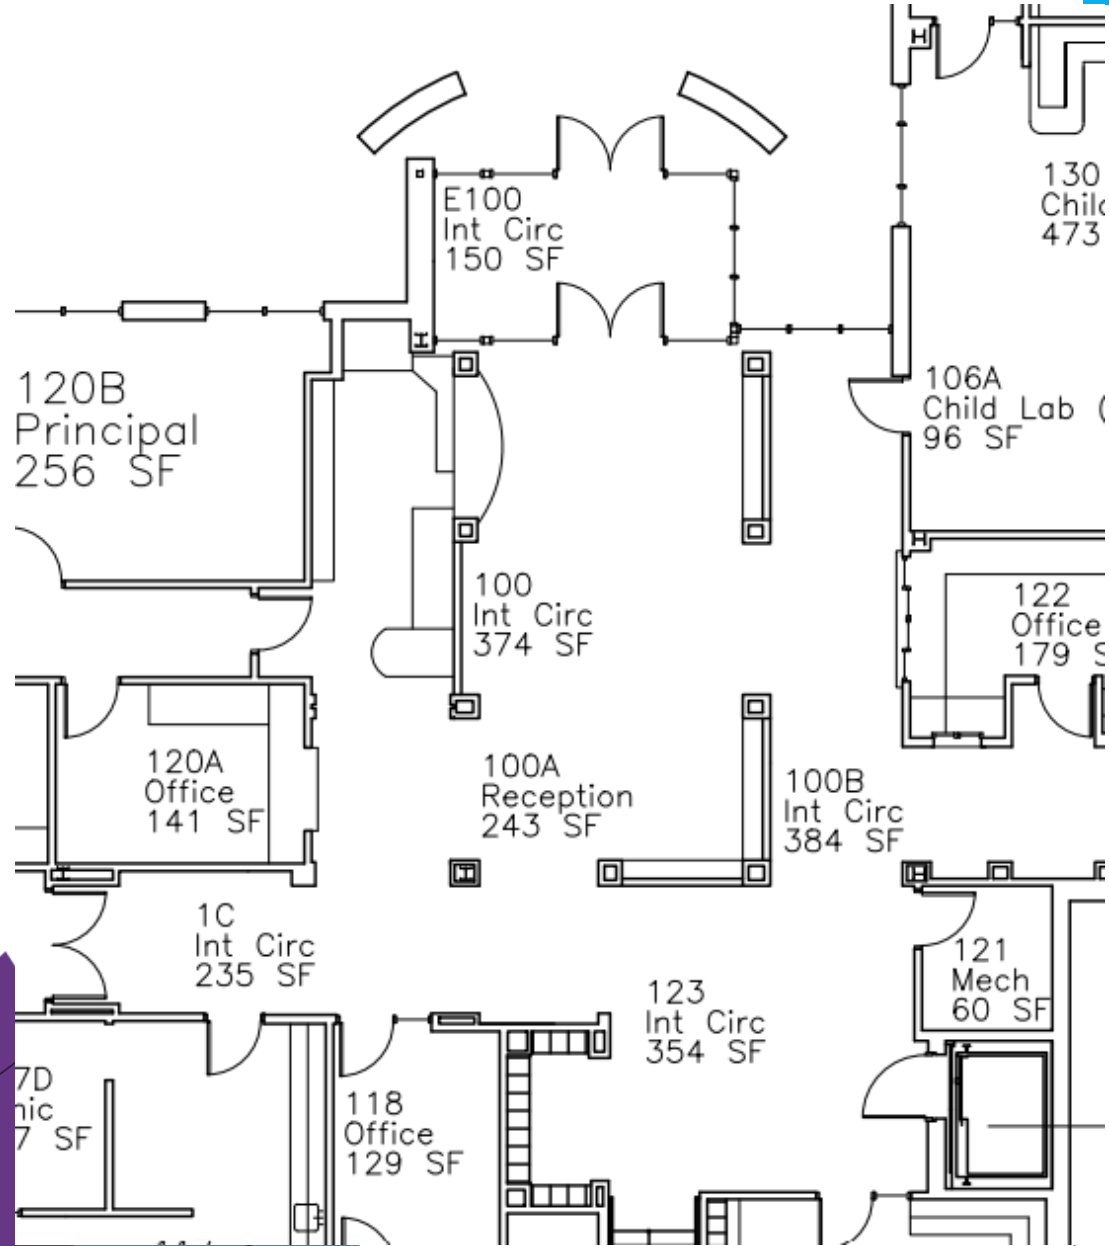 130
473
E100
Int Circ
150 SF
120B
Principal
256 SF
106A
Child Lab (
96 SF
100
Int Circ
374 SF
122
Office
179 S
120A
Office
141 SF
100A
Reception
243 SF
100B
Int Circ
384 SF
1C
Int Circ
235 SF
121
Mech
60 SF
123
Int Circ
354 SF
7D
nic
7 SF
118
Office
129 SF